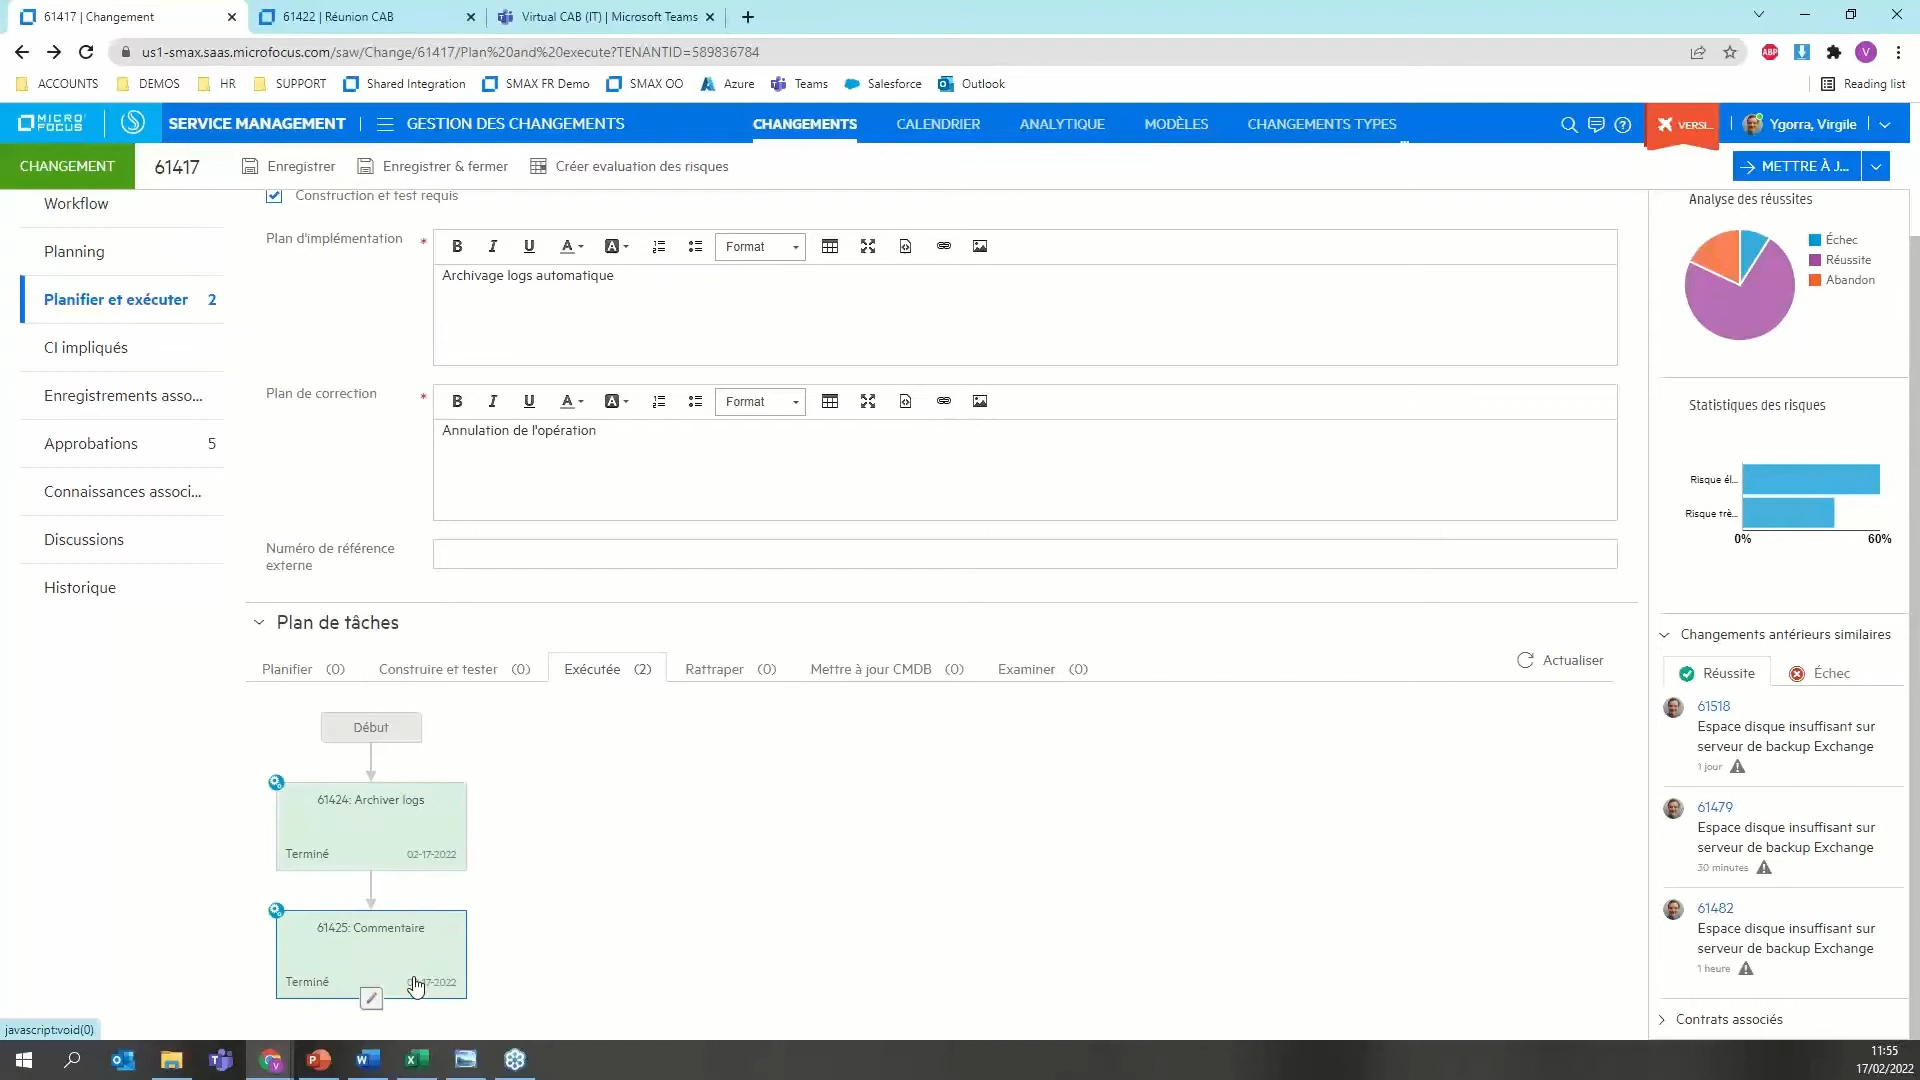 61417 | Changement
61422 | Réunion CAB
Virtual CAB (IT) | Microsoft Teams
us1-smax.saas.microfocus.com/saw/Change/61417/Plan%20and%20execute?TENANTID=589836784
ABP
V
ACCOUNTS
DEMOS
HR
SUPPORT
Shared Integration
SMAX FR Demo
SMAX OO
Azure
Teams
Salesforce
Outlook
Reading list
MICRO FOCUS
SERVICE MANAGEMENT
GESTION DES CHANGEMENTS
CHANGEMENTS
CALENDRIER
ANALYTIQUE
MODÈLES
CHANGEMENTS TYPES
VERSI...
Ygorra, Virgile
CHANGEMENT
61417
Enregistrer
Enregistrer & fermer
Créer evaluation des risques
METTRE À J...
Workflow
Planning
Planifier et exécuter 2
CI impliqués
Enregistrements asso...
Approbations 5
Connaissances associ...
Discussions
Historique
Construction et test requis
Plan d'implémentation *
B I U A A Format
Archivage logs automatique
Plan de correction *
B I U A A Format
Annulation de l'opération
Numéro de référence
externe
Plan de tâches
Planifier (0)
Construire et tester (0)
Exécutée (2)
Rattraper (0)
Mettre à jour CMDB (0)
Examiner (0)
Actualiser
Début
61424: Archiver logs
Terminé 02-17-2022
61425: Commentaire
Terminé 17-2022
Analyse des réussites
Échec
Réussite
Abandon
Statistiques des risques
Risque él...
Risque trè...
0% 60%
Changements antérieurs similaires
Réussite
Échec
61518
Espace disque insuffisant sur
serveur de backup Exchange
1 jour
61479
Espace disque insuffisant sur
serveur de backup Exchange
30 minutes
61482
Espace disque insuffisant sur
serveur de backup Exchange
1 heure
Contrats associés
javascript:void(0)
11:55
17/02/2022